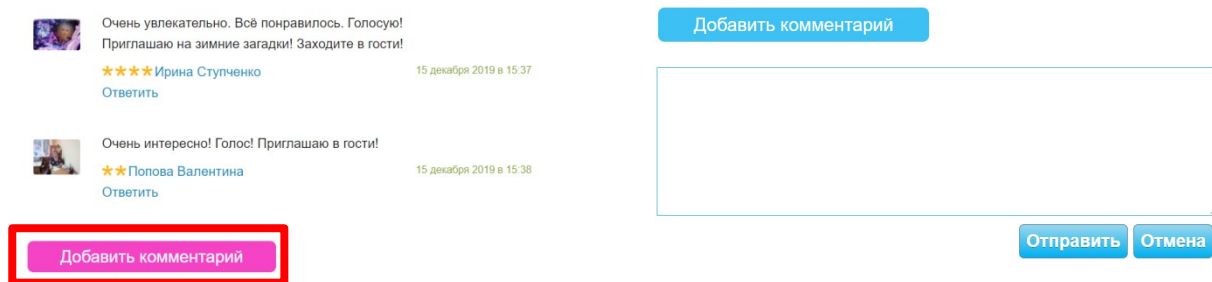 Очень увлекательно. Всё понравилось. Голосую!
Приглашаю на зимние загадки! Заходите в гости!
Ирина Ступченко
15 декабря 2019 в 15:37
Ответить
Очень интересно! Голос! Приглашаю в гости!
Попова Валентина
15 декабря 2019 в 15:38
Ответить
Добавить комментарий
Добавить комментарий
Отправить
Отмена